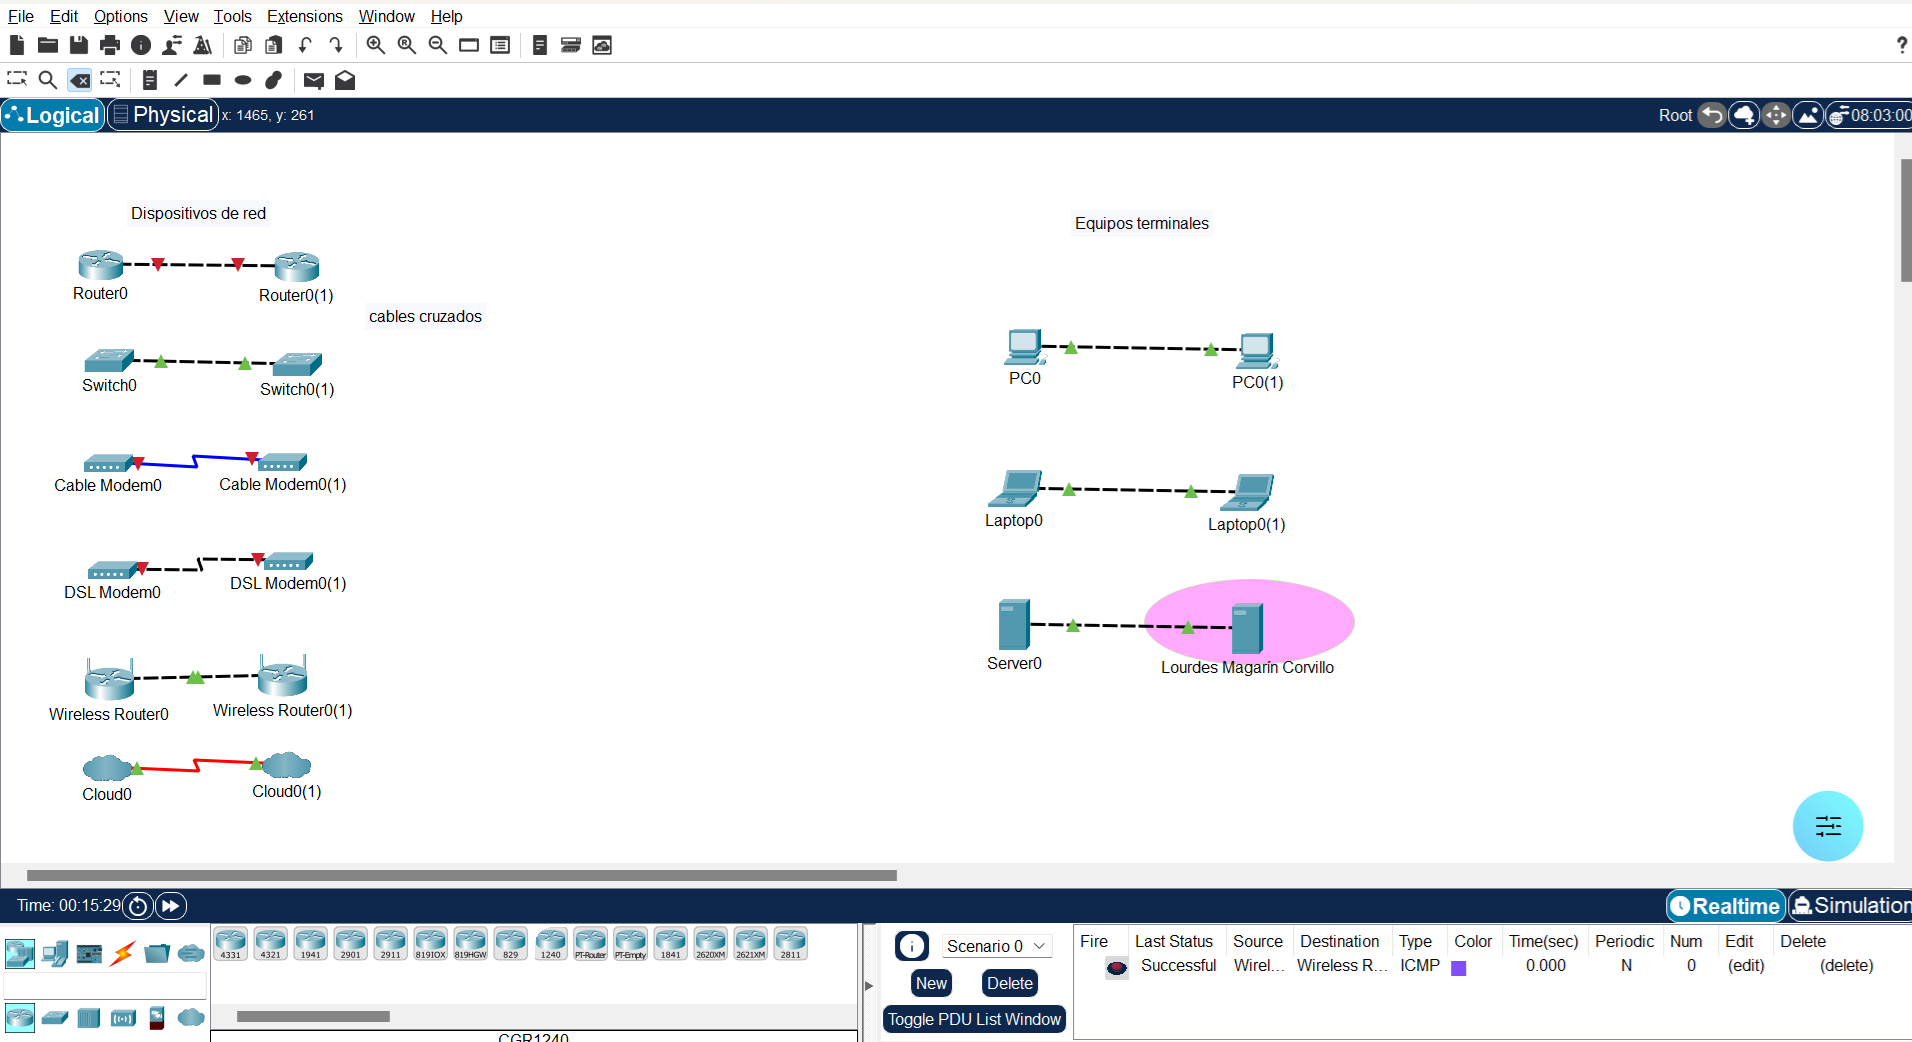 File Edit Options View Tools Extensions Window Help
?
Logical Physical x: 1465, y: 261 Root 08:03:00
Dispositivos de red
Equipos terminales
Router0 Router0(1)
cables cruzados
PC0 PC0(1)
Switch0 Switch0(1)
Cable Modem0 Cable Modem0(1)
Laptop0 Laptop0(1)
DSL Modem0 DSL Modem0(1)
Server0 Lourdes Magarín Corvillo
Wireless Router0 Wireless Router0(1)
Cloud0 Cloud0(1)
Time: 00:15:29 Realtime Simulation
4331 4321 1941 2901 2911 819IOX 819HGW 829 1240 PT-Router PT-Empty 1841 2620XM 2621XM 2811
CGR1240
Scenario 0
New Delete
Toggle PDU List Window
Fire Last Status Source Destination Type Color Time(sec) Periodic Num Edit Delete
Successful Wirel... Wireless R... ICMP 0.000 N 0 (edit) (delete)